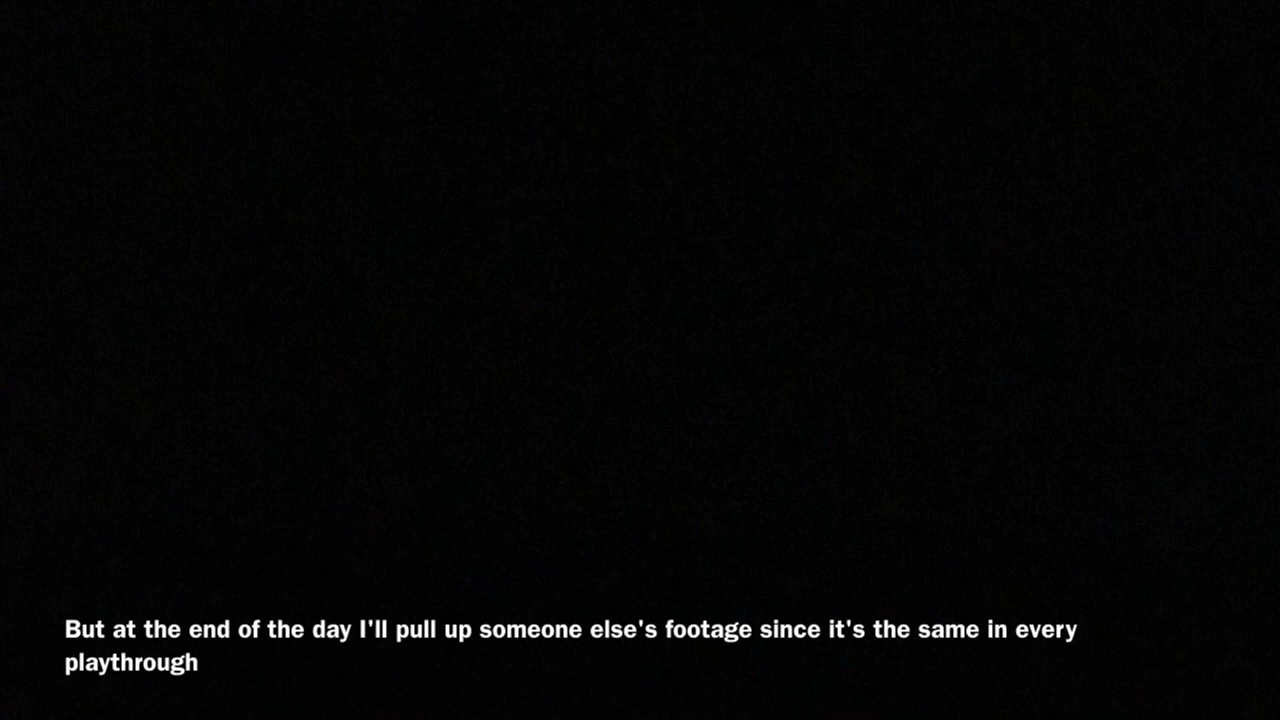 But at the end of the day I'll pull up someone else's footage since it's the same in every
playthrough